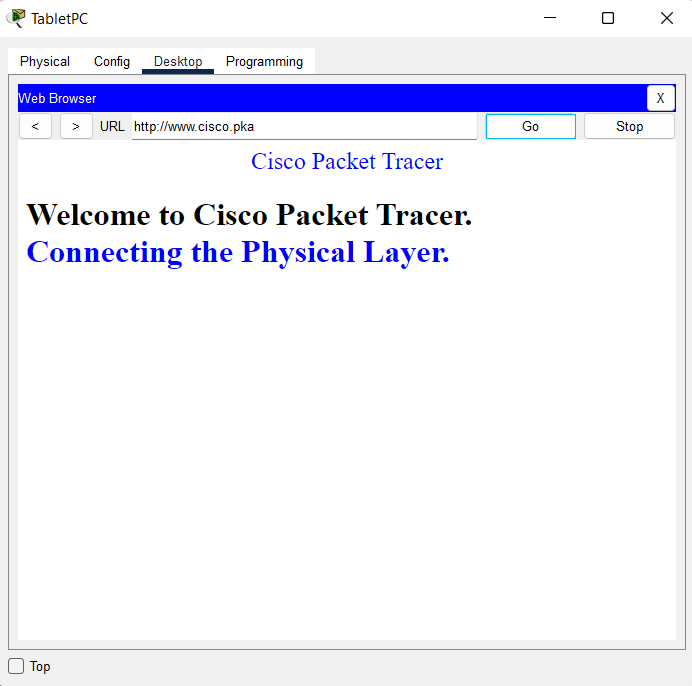 TabletPC
Physical Config Desktop Programming
Web Browser X
< > URL http://www.cisco.pka Go Stop
Cisco Packet Tracer
Welcome to Cisco Packet Tracer.
Connecting the Physical Layer.
Top